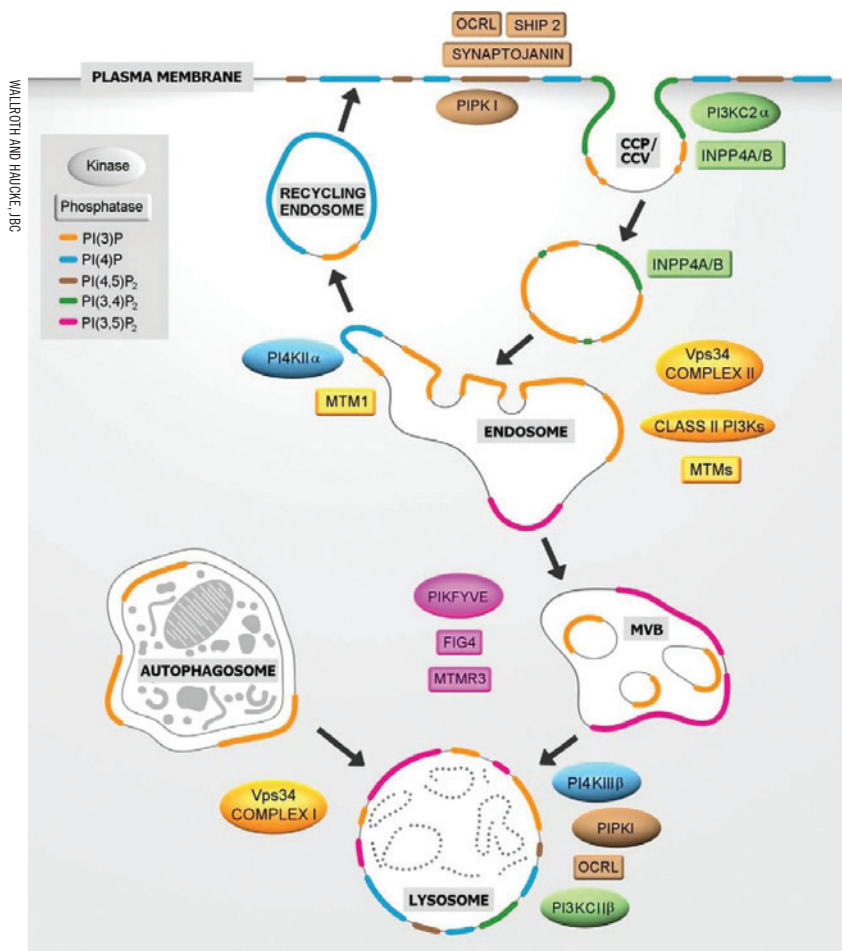 WALLROTH AND HAUCKE, JBC
OCRL
SHIP 2
SYNAPTOJANIN
PLASMA MEMBRANE
PIPK I
PI3KC2α
CCP/
CCV
INPP4A/B
Kinase
Phosphatase
PI(3)P
PI(4)P
PI(4,5)P₂
PI(3,4)P₂
PI(3,5)P₂
RECYCLING
ENDOSOME
INPP4A/B
PI4KIIα
MTM1
Vps34
COMPLEX II
ENDOSOME
CLASS II PI3Ks
MTMs
PIKFYVE
FIG4
MTMR3
MVB
AUTOPHAGOSOME
Vps34
COMPLEX I
PI4KIIIβ
PIPKI
OCRL
PI3KCIIβ
LYSOSOME